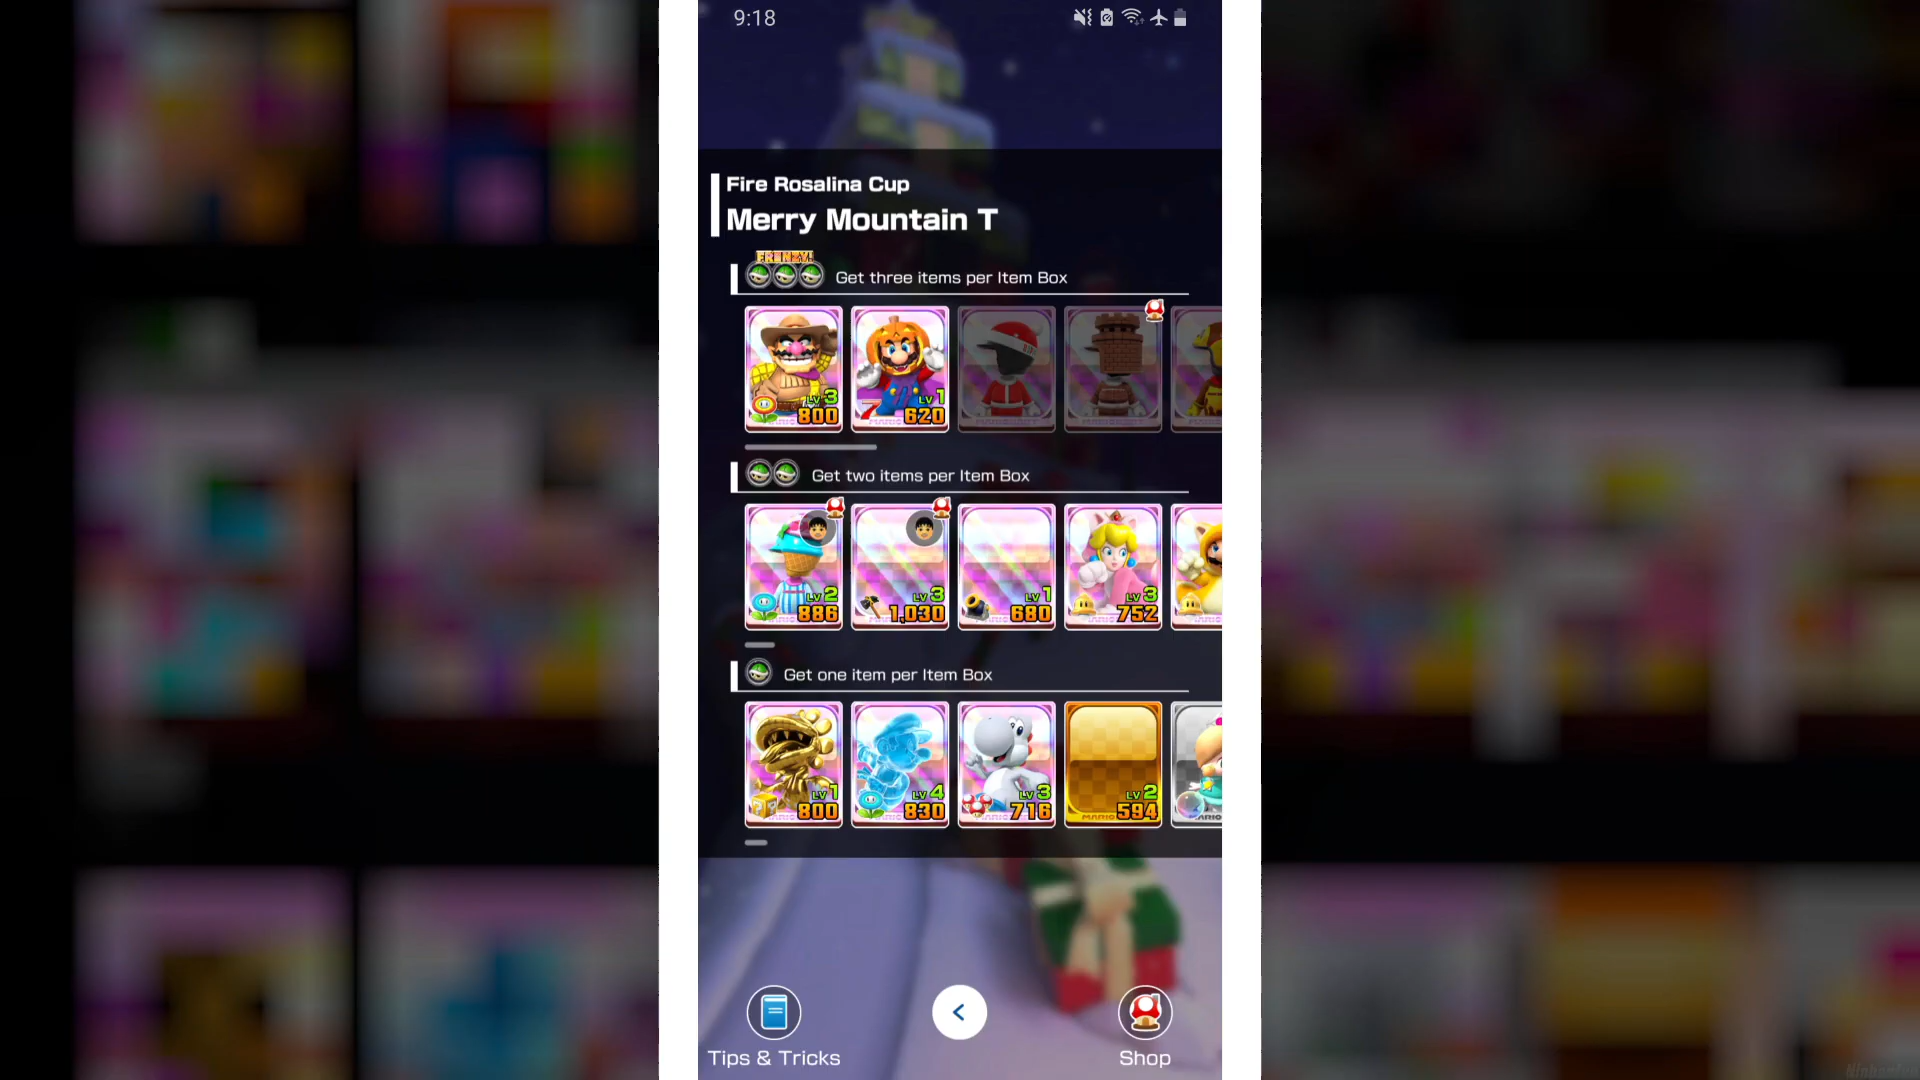 9:18
Fire Rosalina Cup
Merry Mountain T
FRENZY!
Get three items per Item Box
LV 3
800
LV 1
620
Get two items per Item Box
LV 2
886
LV 3
1,030
LV 1
680
LV 3
752
Get one item per Item Box
LV 1
800
LV 4
830
LV 3
716
LV 2
594
Tips & Tricks
Shop